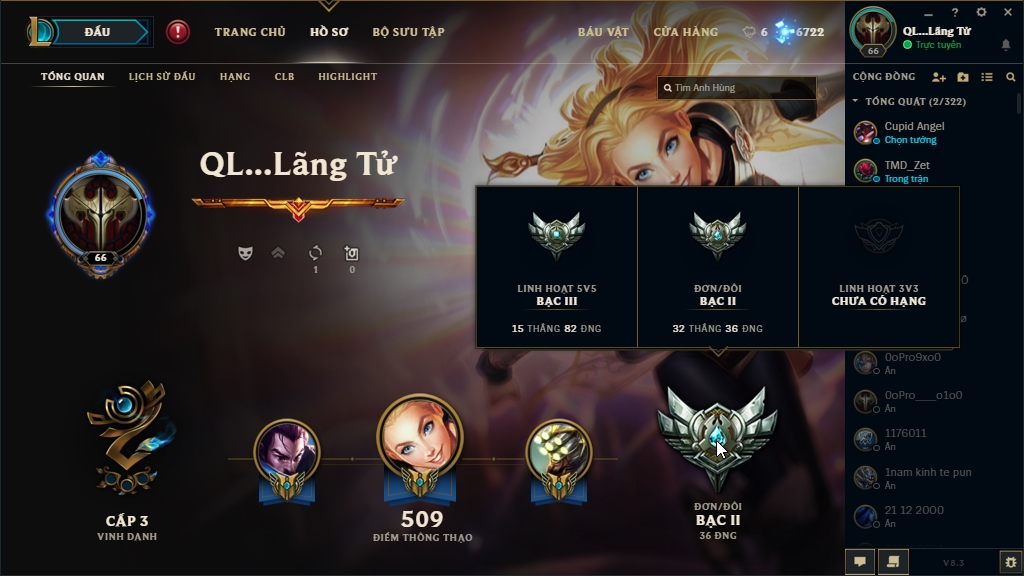 ĐẤU
TRANG CHỦ
HỒ SƠ
BỘ SƯU TẬP
BÁU VẬT
CỬA HÀNG
6
6722
?
66
QL...Lãng Tử
Trực tuyến
TỔNG QUAN
LỊCH SỬ ĐẤU
HẠNG
CLB
HIGHLIGHT
Tìm Anh Hùng
CỘNG ĐỒNG
TỔNG QUÁT (2/322)
Cupid Angel
Chọn tướng
TMD_Zet
Trong trận
QL...Lãng Tử
66
1
0
LINH HOẠT 5V5
BẠC III
15 THẮNG 82 ĐNG
ĐƠN/ĐÔI
BẠC II
32 THẮNG 36 ĐNG
LINH HOẠT 3V3
CHƯA CÓ HẠNG
0oPro9xo0
Ẩn
0oPro___o1o0
Ẩn
1176011
Ẩn
1nam kinh te pun
Ẩn
21 12 2000
Ẩn
CẤP 3
VINH DANH
509
ĐIỂM THÔNG THẠO
ĐƠN/ĐÔI
BẠC II
36 ĐNG
V8.3